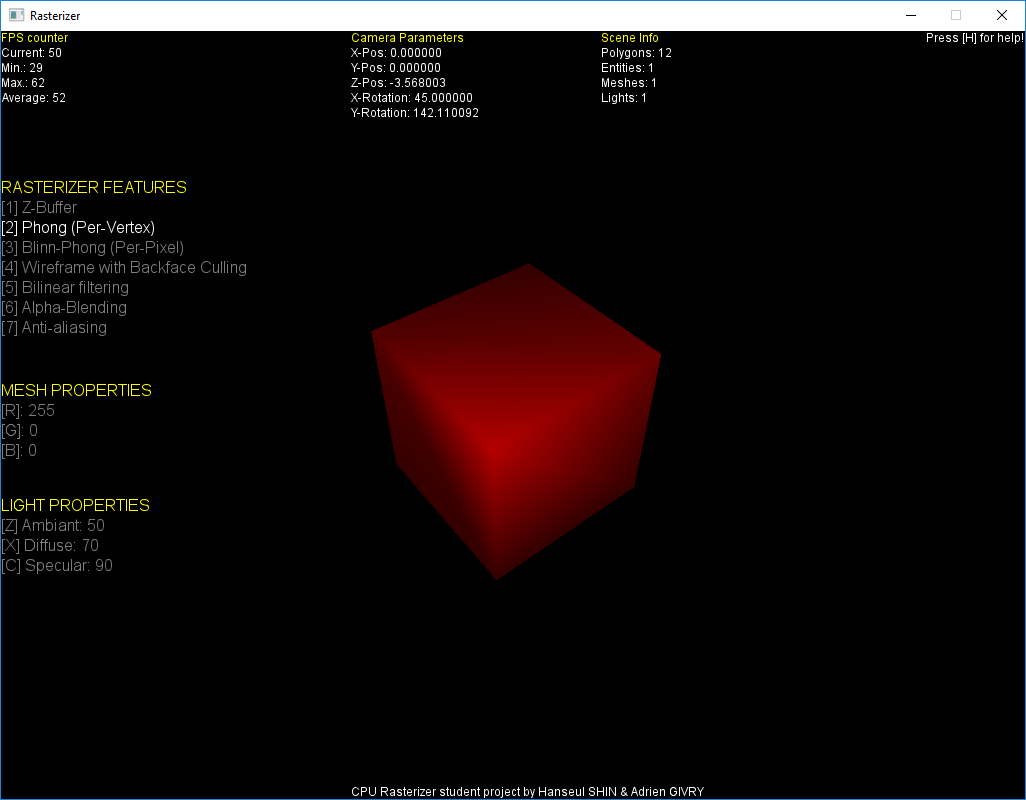 Rasterizer
FPS counter
Current: 50
Min.: 29
Max.: 62
Average: 52
Camera Parameters
X-Pos: 0.000000
Y-Pos: 0.000000
Z-Pos: -3.568003
X-Rotation: 45.000000
Y-Rotation: 142.110092
Scene Info
Polygons: 12
Entities: 1
Meshes: 1
Lights: 1
Press [H] for help!
RASTERIZER FEATURES
[1] Z-Buffer
[2] Phong (Per-Vertex)
[3] Blinn-Phong (Per-Pixel)
[4] Wireframe with Backface Culling
[5] Bilinear filtering
[6] Alpha-Blending
[7] Anti-aliasing
MESH PROPERTIES
[R]: 255
[G]: 0
[B]: 0
LIGHT PROPERTIES
[Z] Ambiant: 50
[X] Diffuse: 70
[C] Specular: 90
CPU Rasterizer student project by Hanseul SHIN & Adrien GIVRY